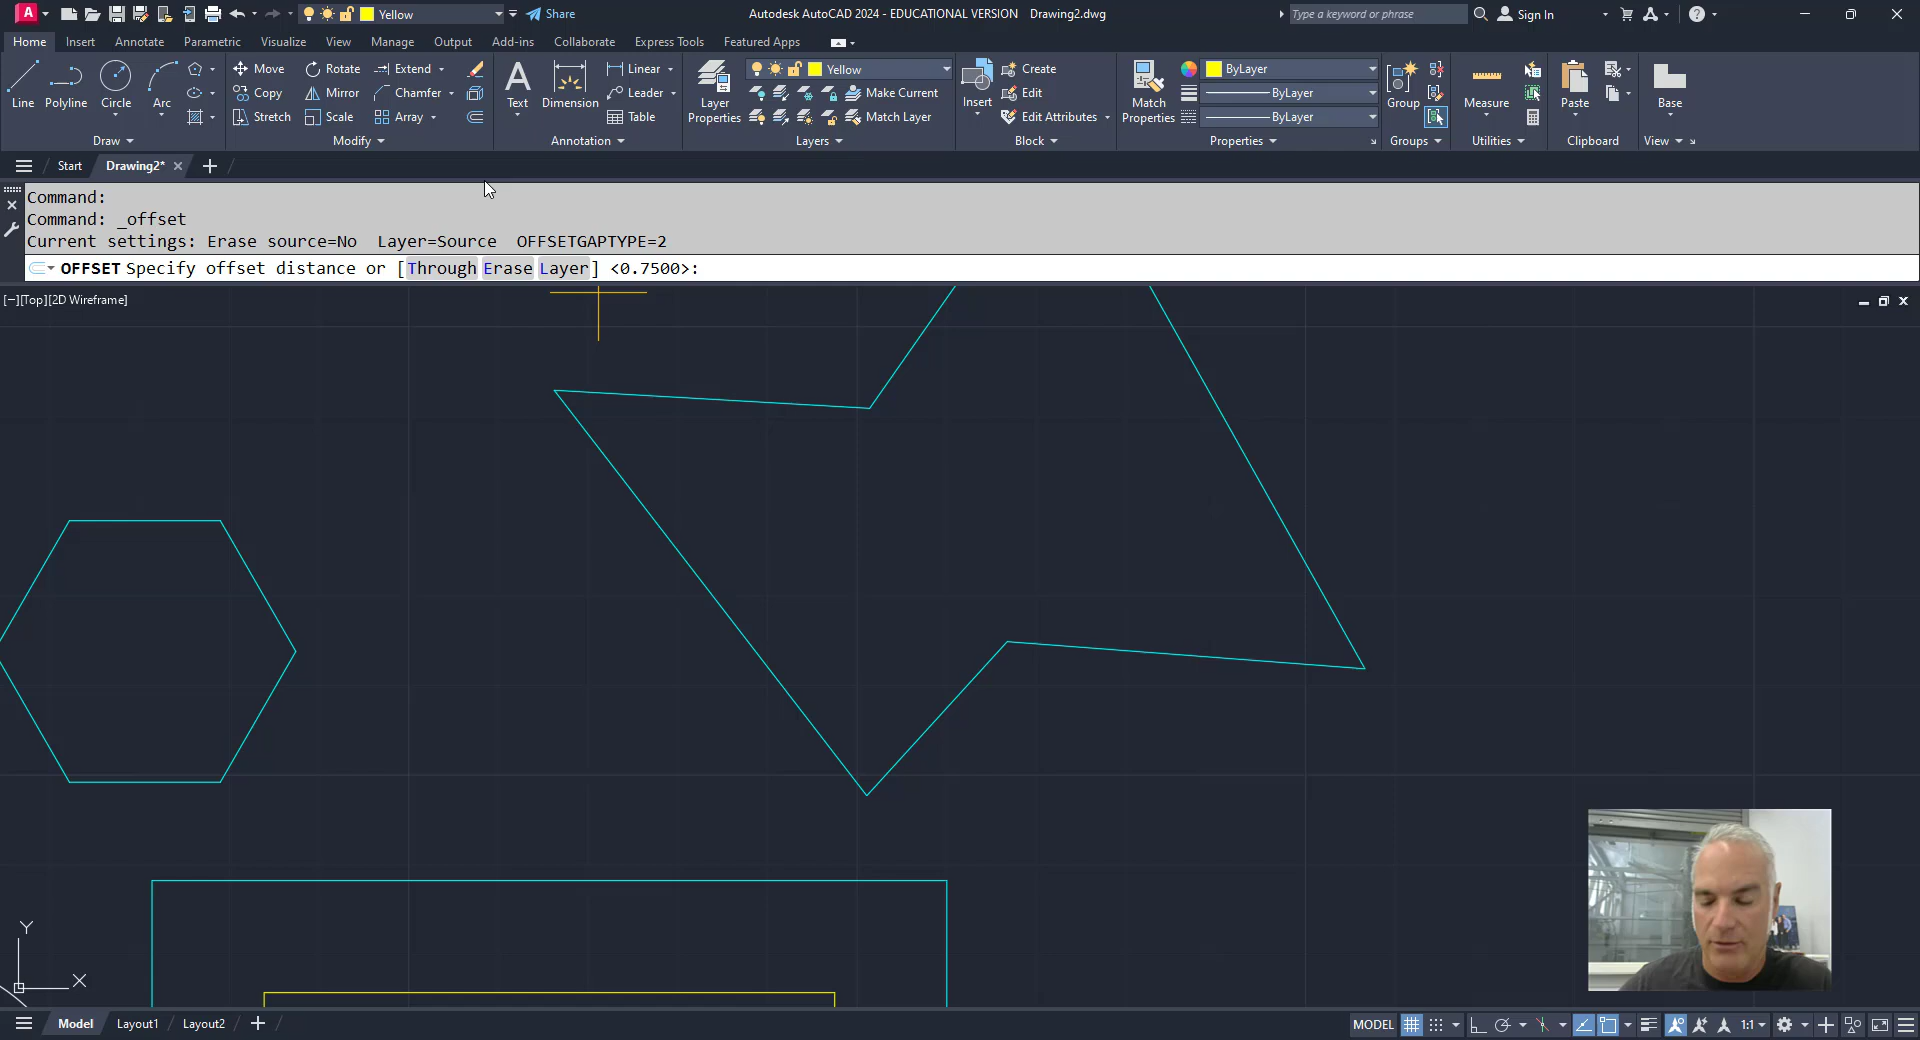 A Yellow Share Autodesk AutoCAD 2024 - EDUCATIONAL VERSION Drawing2.dwg Type a keyword or phrase Sign In
Home Insert Annotate Parametric Visualize View Manage Output Add-ins Collaborate Express Tools Featured Apps
Line Polyline Circle Arc
Draw
Move Rotate Extend
Copy Mirror Chamfer
Stretch Scale Array
Modify
Text Dimension
Linear
Leader
Table
Annotation
Layer
Properties
Yellow
Make Current
Match Layer
Layers
Insert
Create
Edit
Edit Attributes
Block
Match
Properties
ByLayer
ByLayer
ByLayer
Properties
Group
Groups
Measure
Utilities
Paste
Clipboard
Base
View
Start Drawing2*
Command:
Command: _offset
Current settings: Erase source=No Layer=Source OFFSETGAPTYPE=2
OFFSET Specify offset distance or [Through Erase Layer] <0.7500>:
[−][Top][2D Wireframe]
Y
X
Model Layout1 Layout2
MODEL 1:1